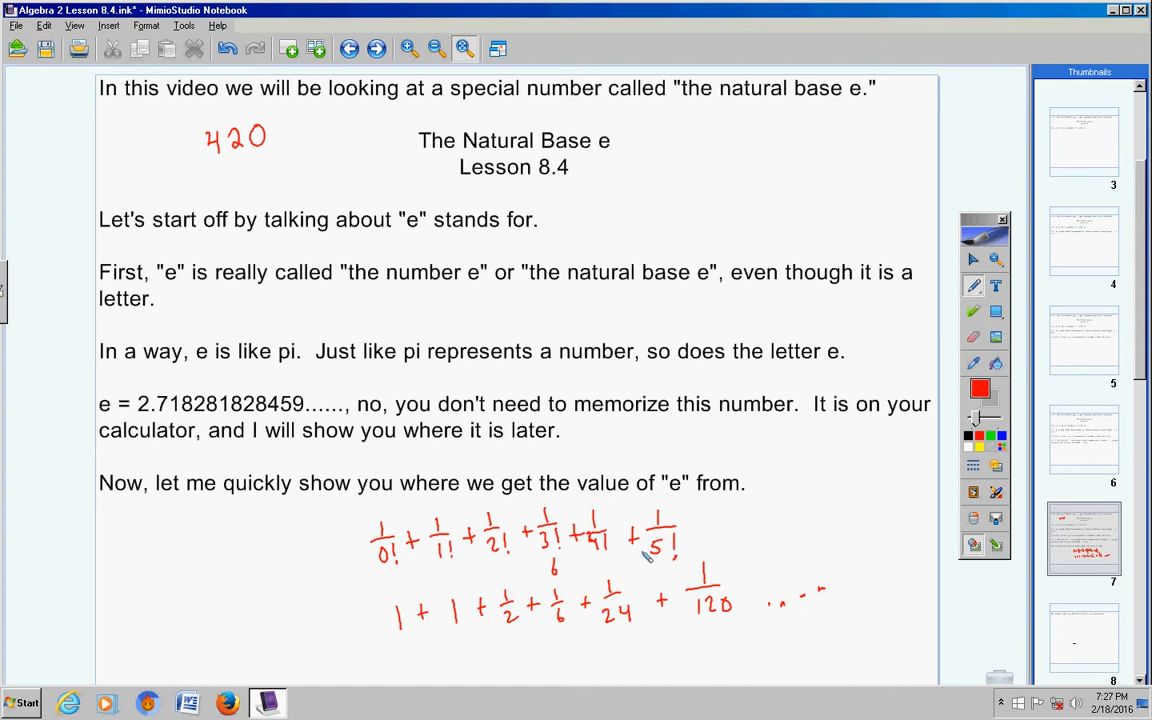 Algebra 2 Lesson 8.4.ink* - MimioStudio Notebook
File Edit View Insert Format Tools Help
In this video we will be looking at a special number called "the natural base e."
420
The Natural Base e
Lesson 8.4
Let's start off by talking about "e" stands for.
First, "e" is really called "the number e" or "the natural base e", even though it is a
letter.
In a way, e is like pi. Just like pi represents a number, so does the letter e.
e = 2.718281828459......, no, you don't need to memorize this number. It is on your
calculator, and I will show you where it is later.
Now, let me quickly show you where we get the value of "e" from.
1/0! + 1/1! + 1/2! + 1/3! + 1/4! + 1/5!
6
1 + 1 + 1/2 + 1/6 + 1/24 + 1/120 .....
Thumbnails
3
4
5
6
7
8
Start
7:27 PM
2/18/2016